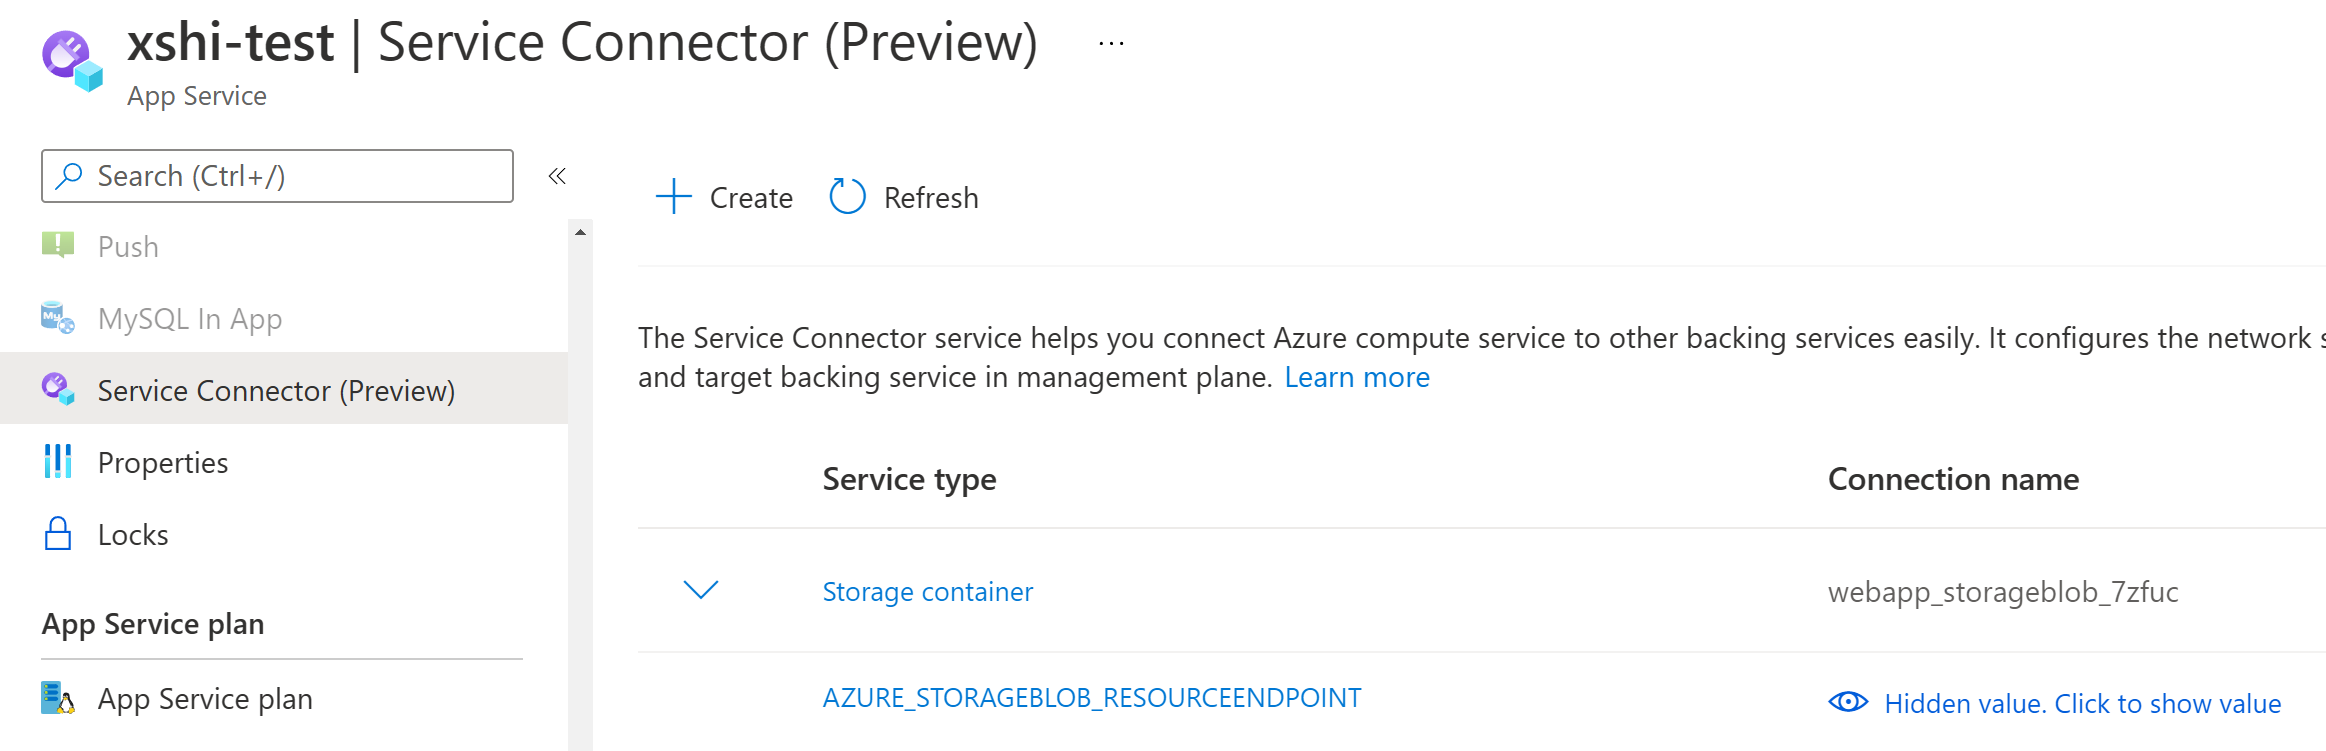 xshi-test | Service Connector (Preview) ...
App Service
Search (Ctrl+/)
«
Push
MySQL In App
Service Connector (Preview)
Properties
Locks
App Service plan
App Service plan
Create Refresh
The Service Connector service helps you connect Azure compute service to other backing services easily. It configures the network
and target backing service in management plane. Learn more
Service type Connection name
Storage container webapp_storageblob_7zfuc
AZURE_STORAGEBLOB_RESOURCEENDPOINT Hidden value. Click to show value